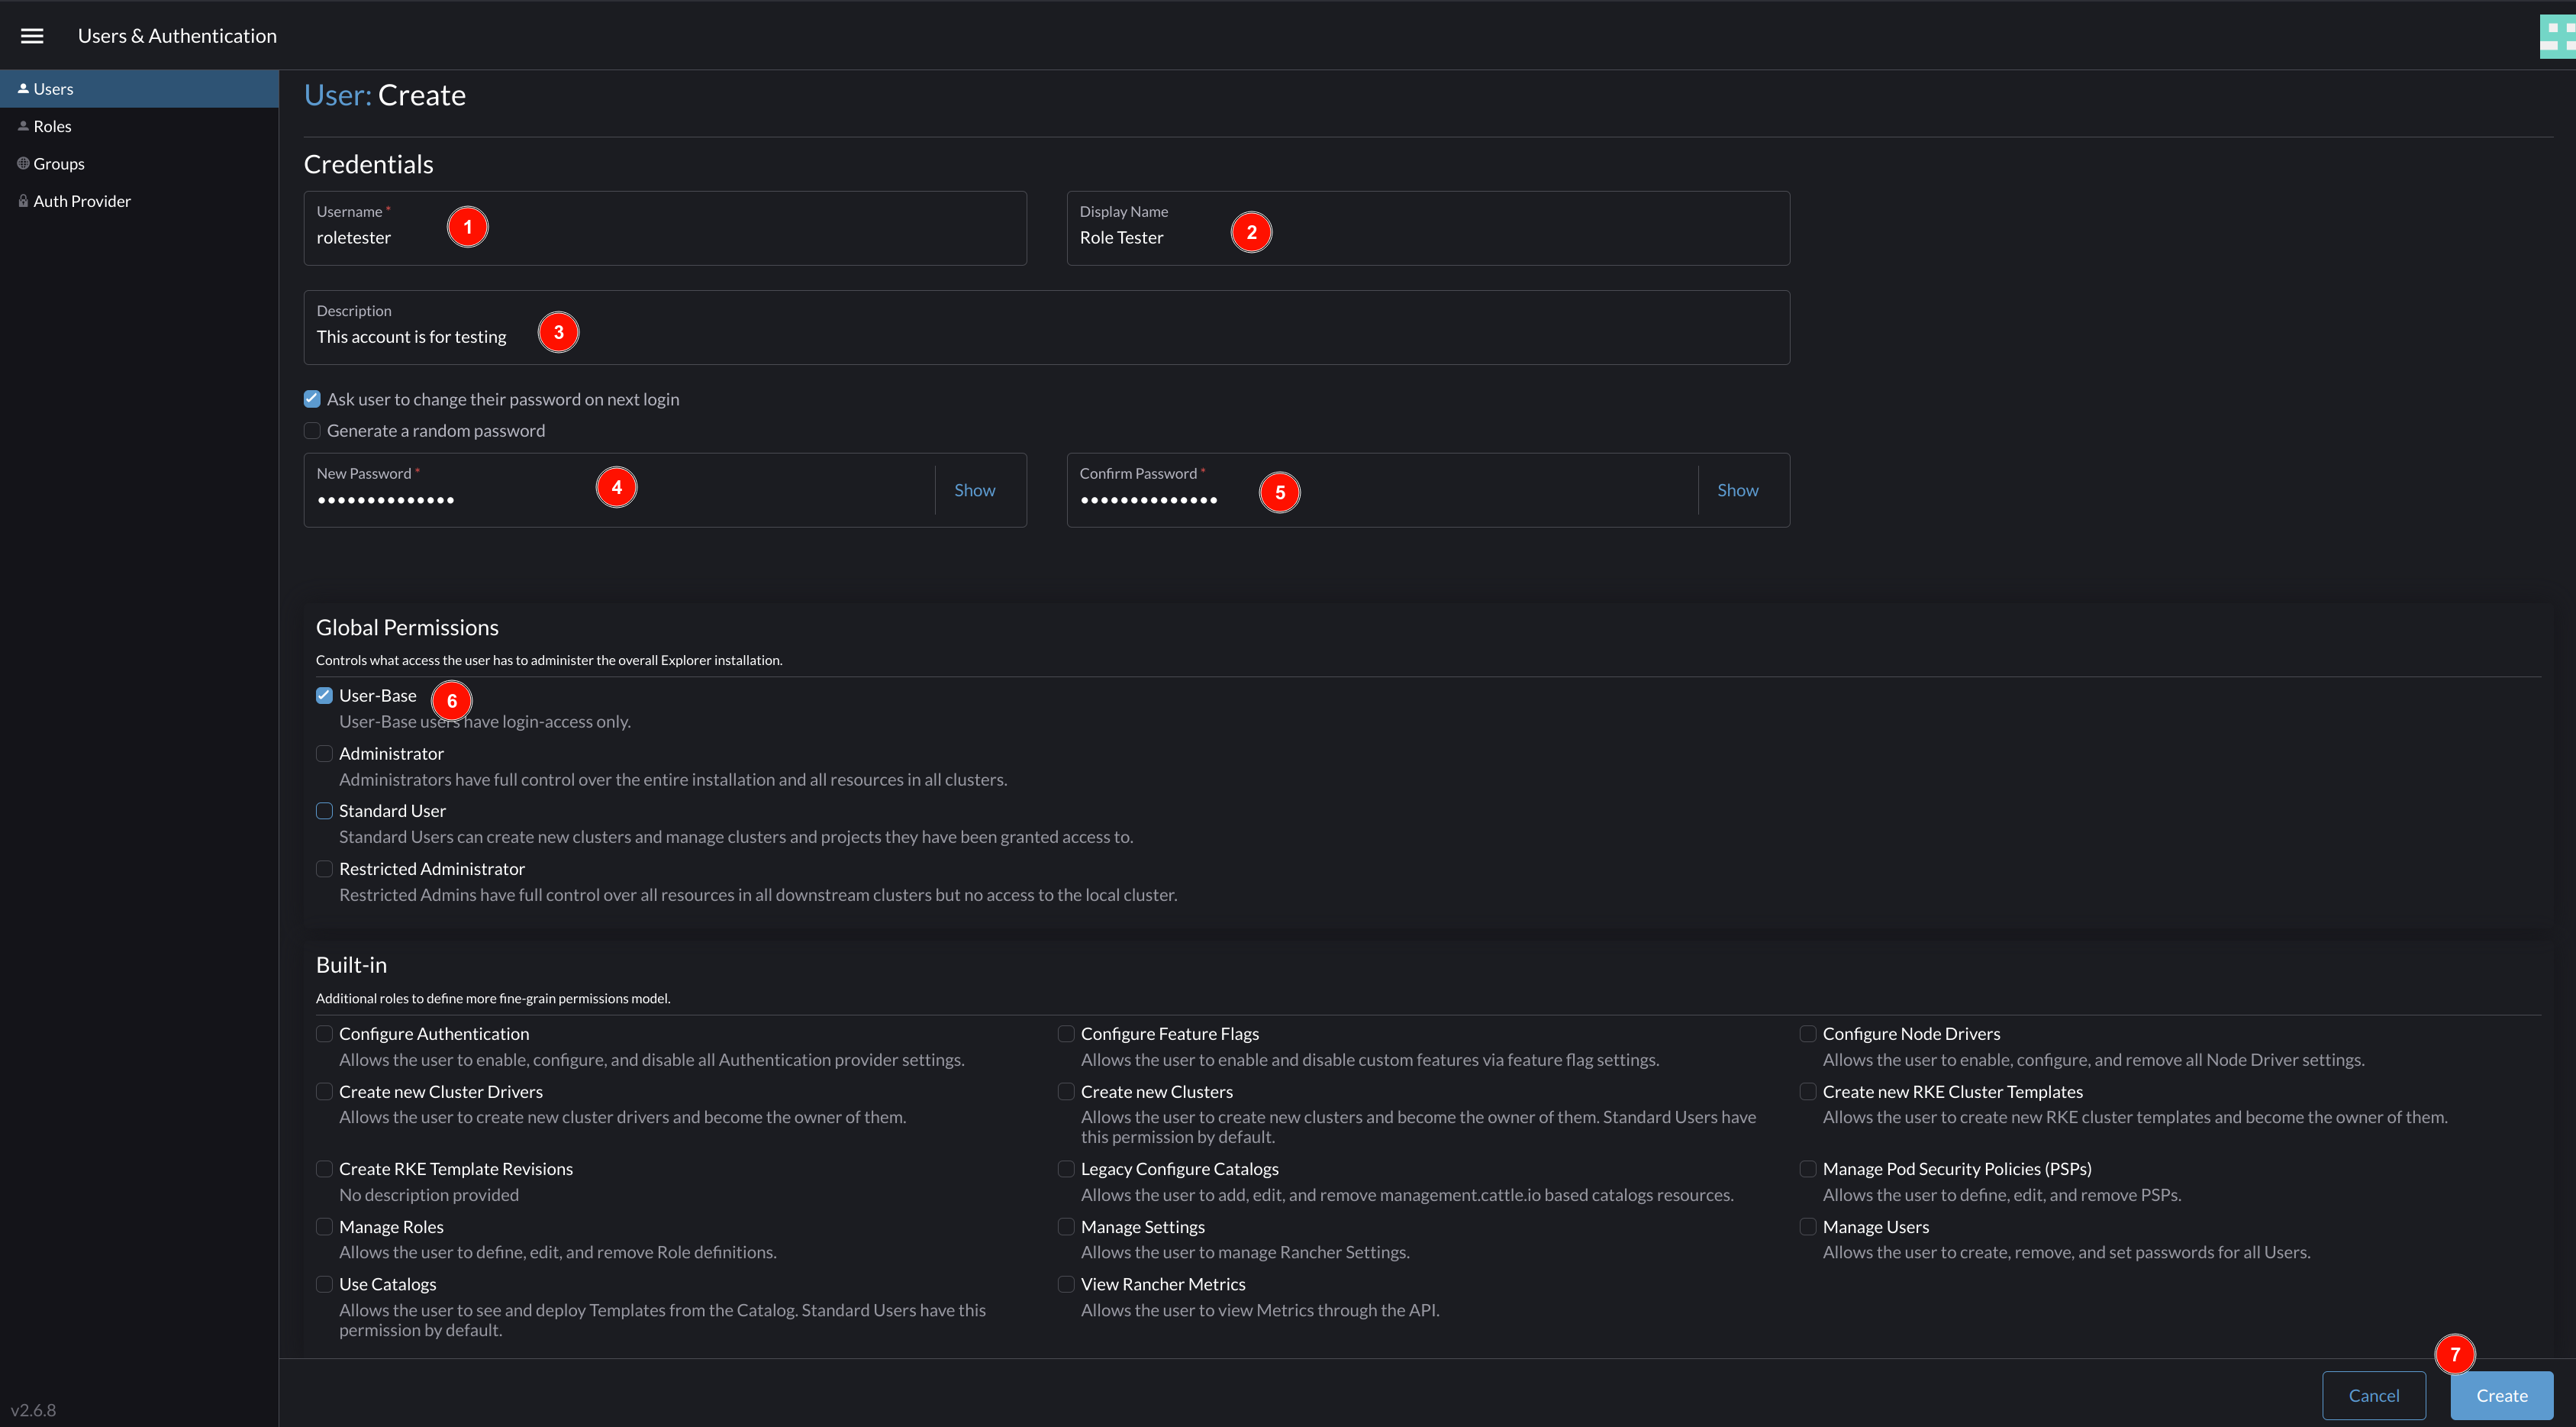 Users & Authentication
Users
Roles
Groups
Auth Provider
User: Create
Credentials
Username *
roletester
1
Display Name
Role Tester
2
Description
This account is for testing
3
Ask user to change their password on next login
Generate a random password
New Password *
••••••••••••••
4
Show
Confirm Password *
••••••••••••••
5
Show
Global Permissions
Controls what access the user has to administer the overall Explorer installation.
User-Base
6
User-Base users have login-access only.
Administrator
Administrators have full control over the entire installation and all resources in all clusters.
Standard User
Standard Users can create new clusters and manage clusters and projects they have been granted access to.
Restricted Administrator
Restricted Admins have full control over all resources in all downstream clusters but no access to the local cluster.
Built-in
Additional roles to define more fine-grain permissions model.
Configure Authentication
Allows the user to enable, configure, and disable all Authentication provider settings.
Configure Feature Flags
Allows the user to enable and disable custom features via feature flag settings.
Configure Node Drivers
Allows the user to enable, configure, and remove all Node Driver settings.
Create new Cluster Drivers
Allows the user to create new cluster drivers and become the owner of them.
Create new Clusters
Allows the user to create new clusters and become the owner of them. Standard Users have
this permission by default.
Create new RKE Cluster Templates
Allows the user to create new RKE cluster templates and become the owner of them.
Create RKE Template Revisions
No description provided
Legacy Configure Catalogs
Allows the user to add, edit, and remove management.cattle.io based catalogs resources.
Manage Pod Security Policies (PSPs)
Allows the user to define, edit, and remove PSPs.
Manage Roles
Allows the user to define, edit, and remove Role definitions.
Manage Settings
Allows the user to manage Rancher Settings.
Manage Users
Allows the user to create, remove, and set passwords for all Users.
Use Catalogs
Allows the user to see and deploy Templates from the Catalog. Standard Users have this
permission by default.
View Rancher Metrics
Allows the user to view Metrics through the API.
7
Cancel
Create
v2.6.8